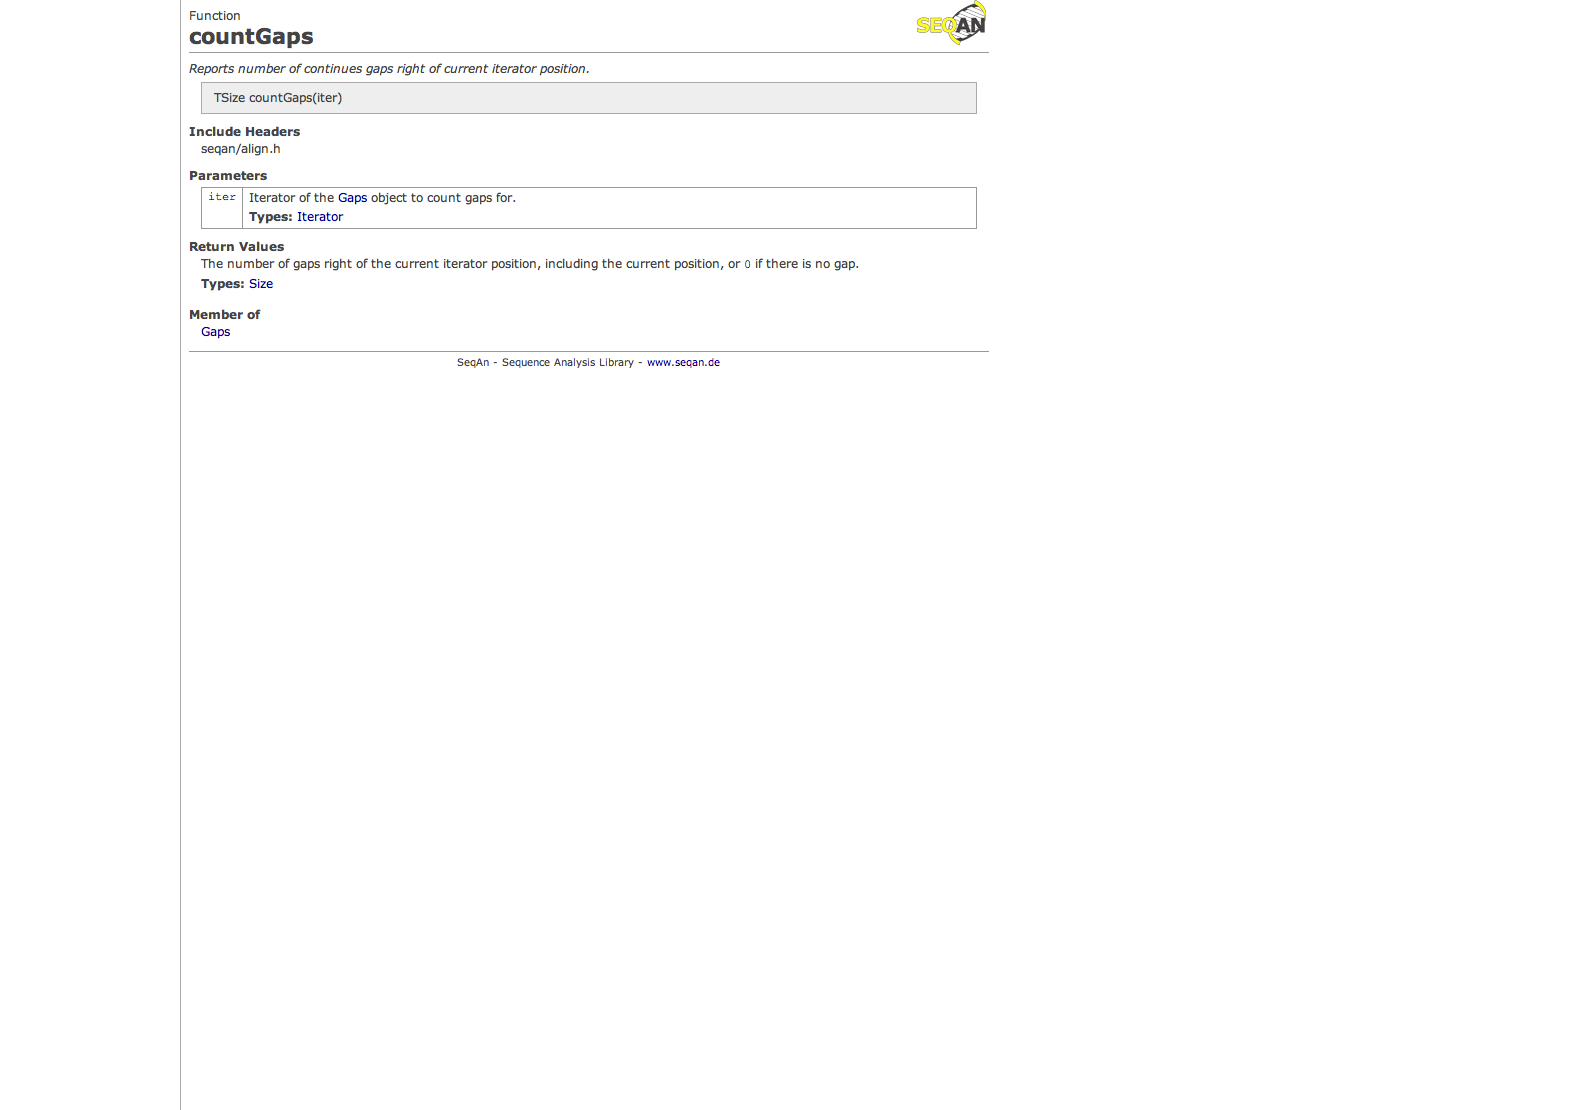 Function
SEQAN
countGaps
Reports number of continues gaps right of current iterator position.
TSize countGaps(iter)
Include Headers
seqan/align.h
Parameters
iter Iterator of the Gaps object to count gaps for.
Types: Iterator
Return Values
The number of gaps right of the current iterator position, including the current position, or 0 if there is no gap.
Types: Size
Member of
Gaps
SeqAn - Sequence Analysis Library - www.seqan.de